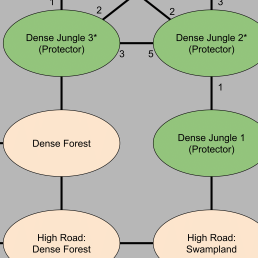 1
2
2
3
Dense Jungle 3*
(Protector)
Dense Jungle 2*
(Protector)
3
5
1
Dense Forest
Dense Jungle 1
(Protector)
High Road:
Dense Forest
High Road:
Swampland